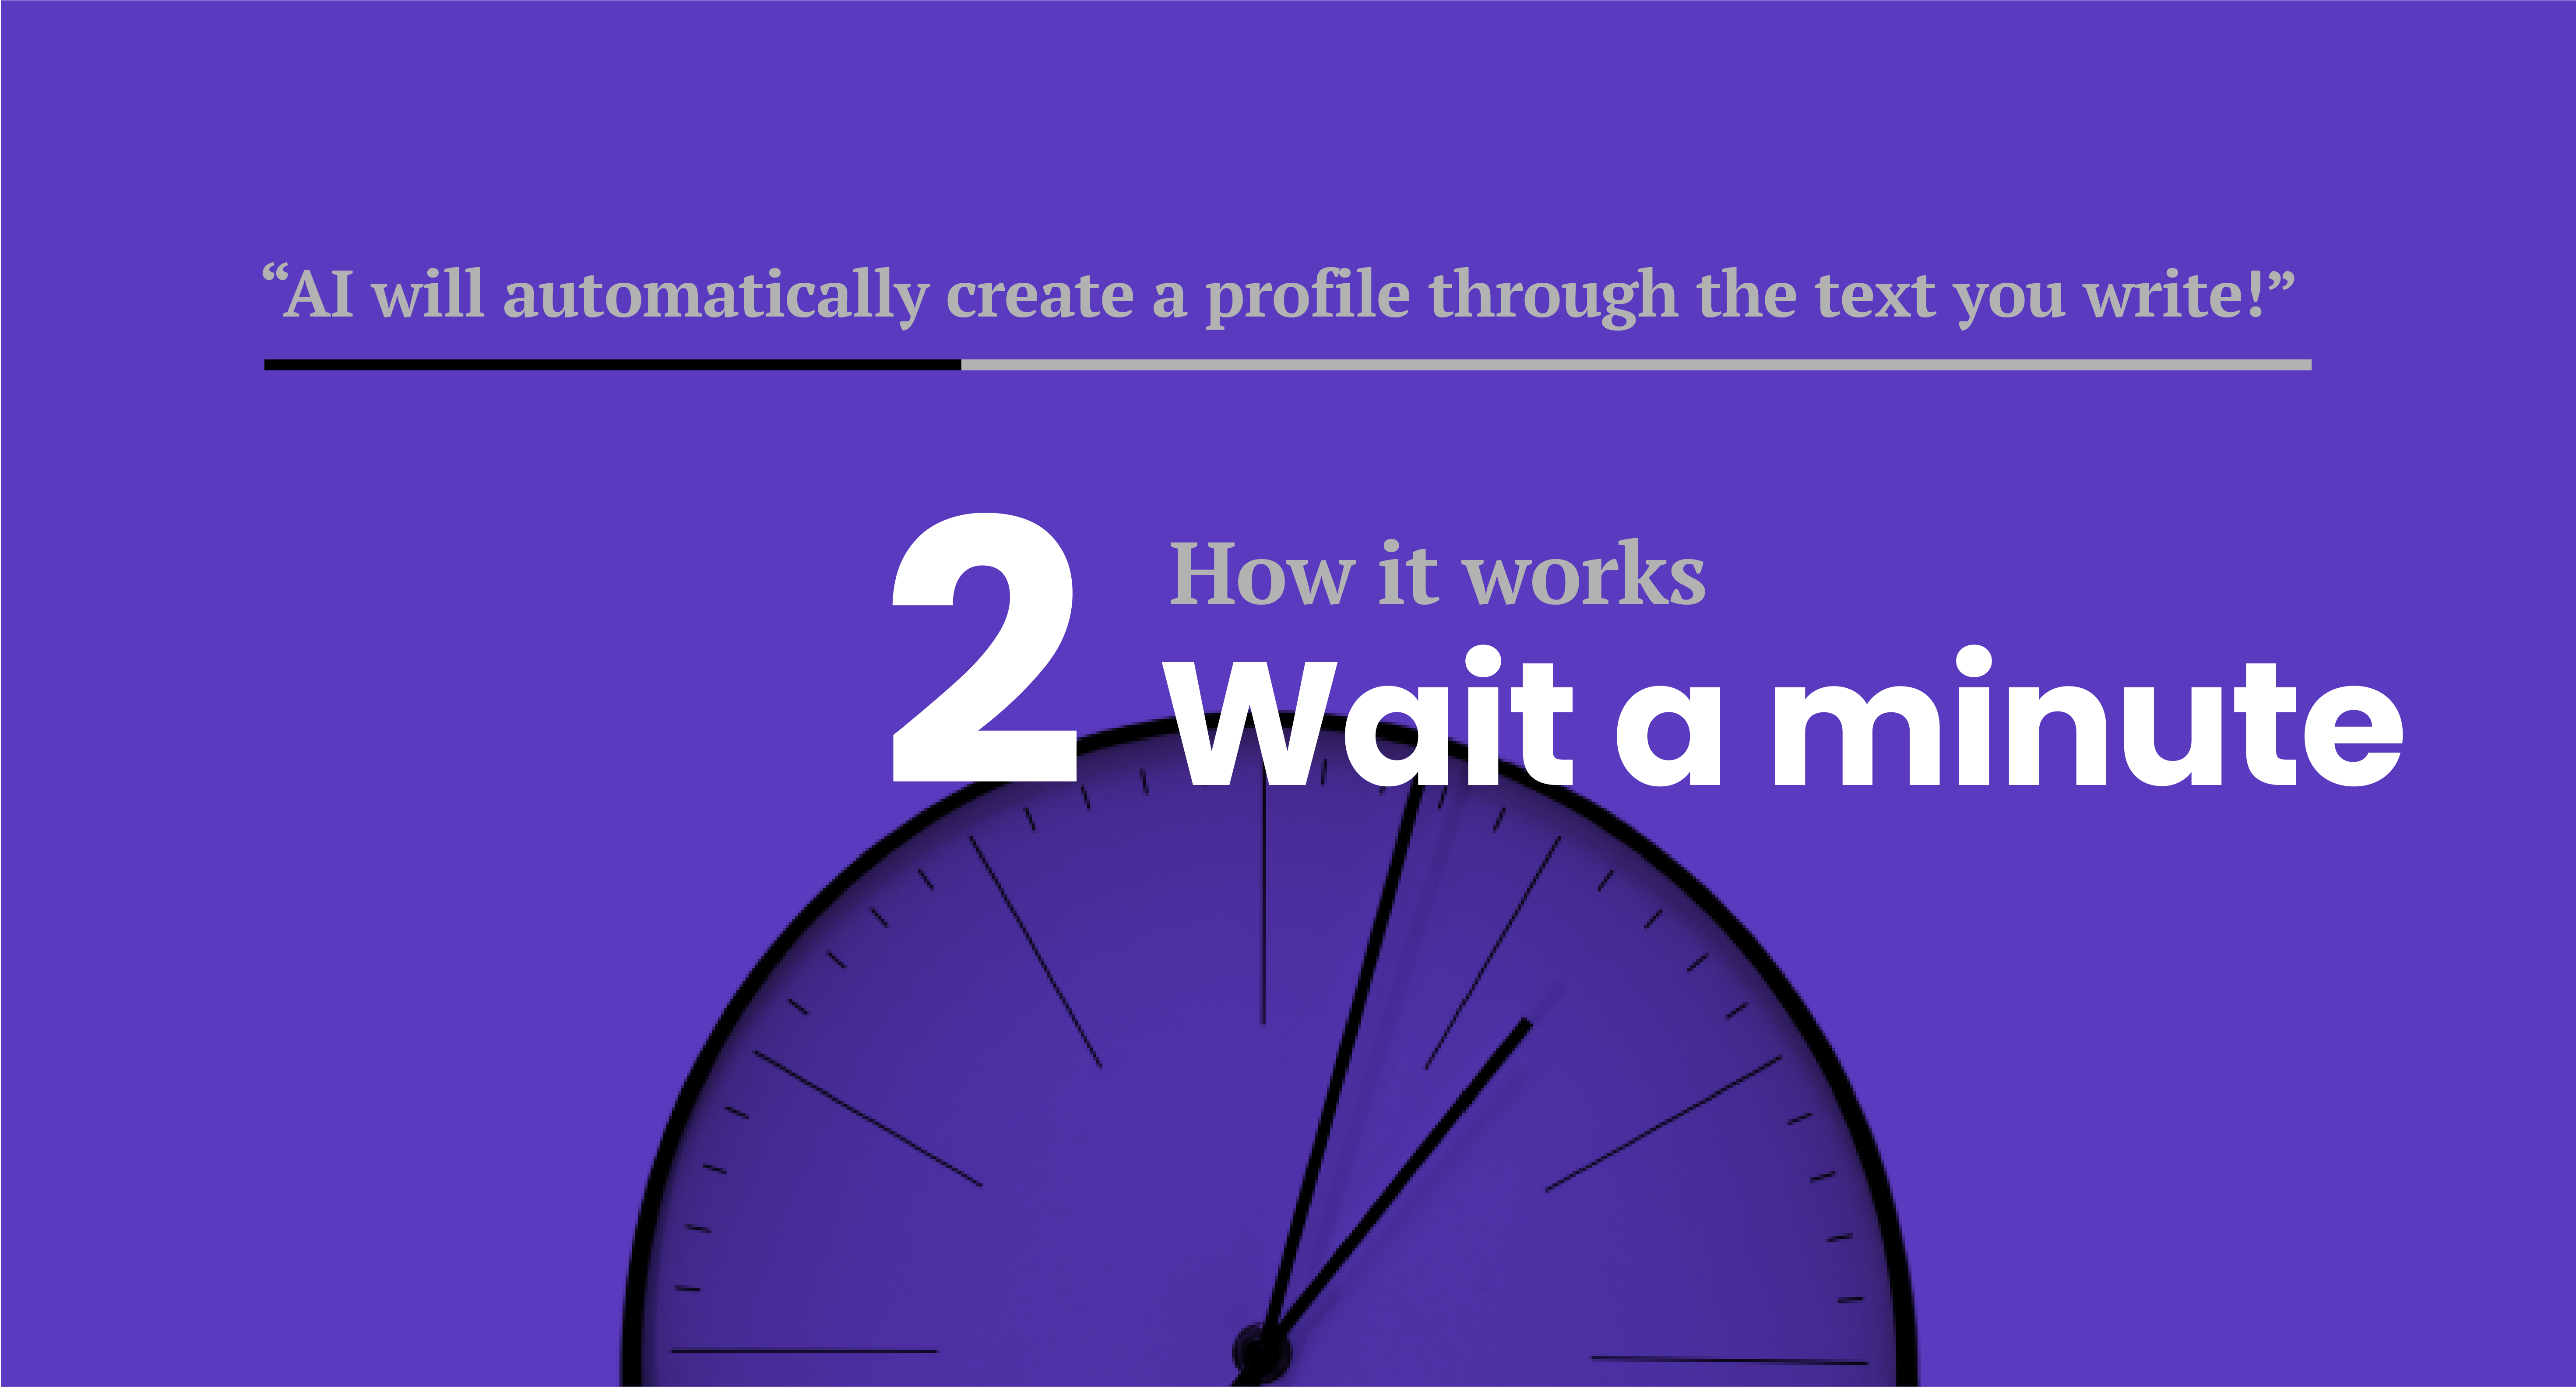 “AI will automatically create a profile through the text you write!”
2
How it works
Wait a minute